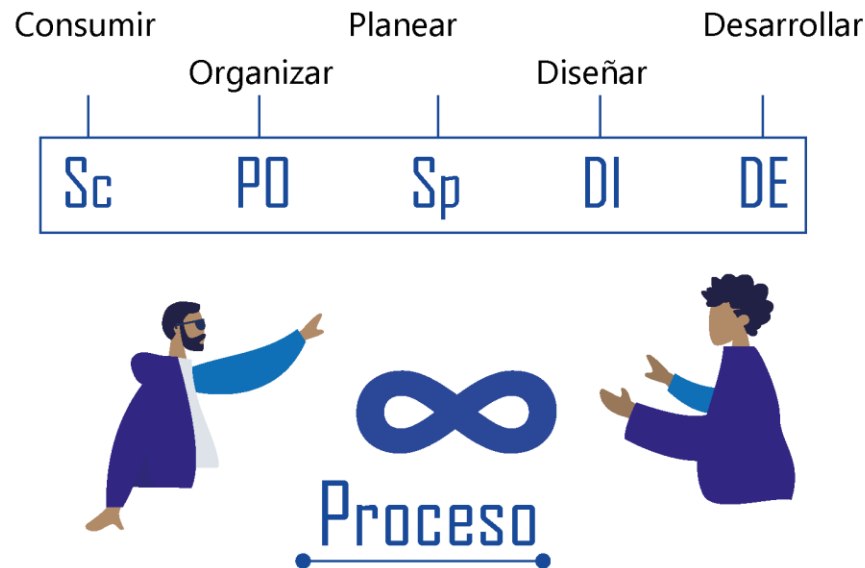 Consumir
Planear
Desarrollar
Organizar
Diseñar
Sc
PO
Sp
DI
DE
Proceso